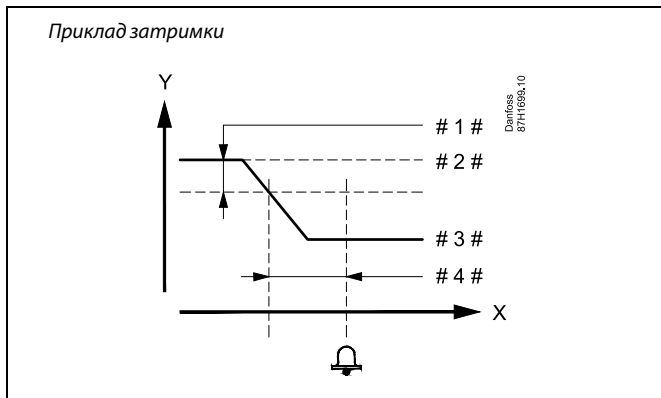 Приклад затримки
Y
# 1 #
Danfoss
87H1699.10
# 2 #
# 3 #
# 4 #
X